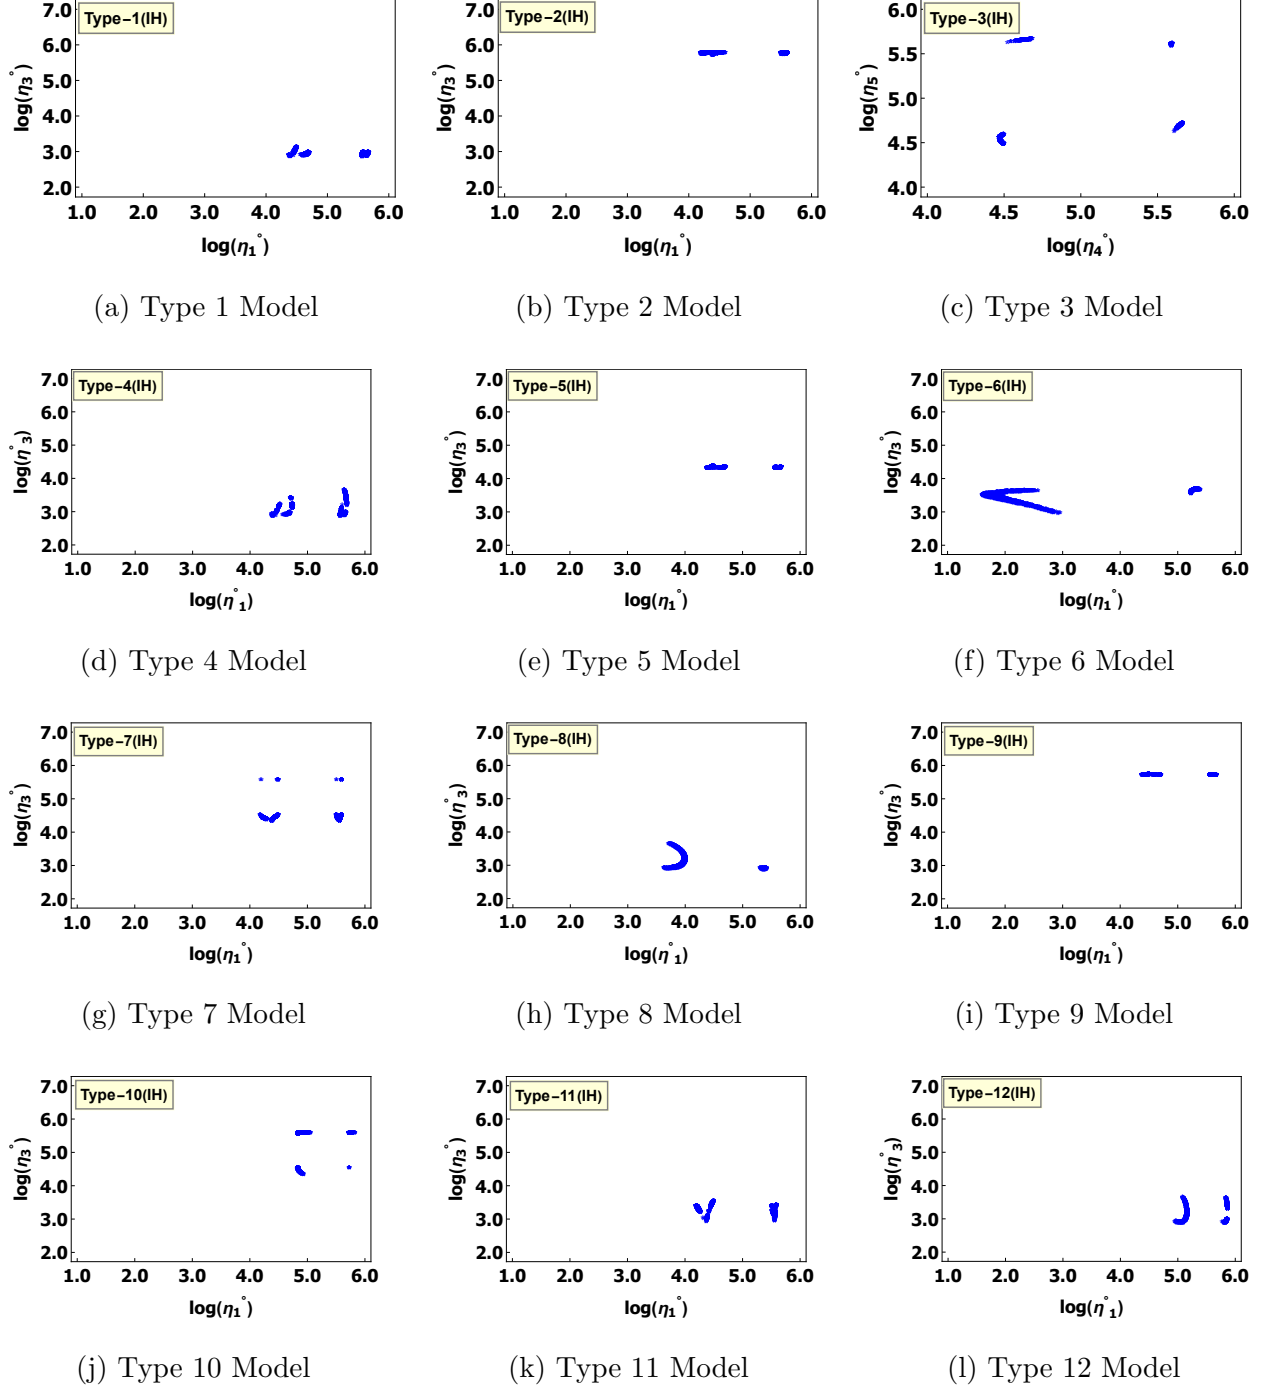 Type−1(IH)
7.0
6.0
5.0
4.0
3.0
2.0
log(η3°)
1.0 2.0 3.0 4.0 5.0 6.0
log(η1°)
(a) Type 1 Model
Type−2(IH)
7.0
6.0
5.0
4.0
3.0
2.0
log(η3°)
1.0 2.0 3.0 4.0 5.0 6.0
log(η1°)
(b) Type 2 Model
Type−3(IH)
6.0
5.5
5.0
4.5
4.0
log(η5°)
4.0 4.5 5.0 5.5 6.0
log(η4°)
(c) Type 3 Model
Type−4(IH)
7.0
6.0
5.0
4.0
3.0
2.0
log(η°3)
1.0 2.0 3.0 4.0 5.0 6.0
log(η°1)
(d) Type 4 Model
Type−5(IH)
7.0
6.0
5.0
4.0
3.0
2.0
log(η3°)
1.0 2.0 3.0 4.0 5.0 6.0
log(η1°)
(e) Type 5 Model
Type−6(IH)
7.0
6.0
5.0
4.0
3.0
2.0
log(η3°)
1.0 2.0 3.0 4.0 5.0 6.0
log(η1°)
(f) Type 6 Model
Type−7(IH)
7.0
6.0
5.0
4.0
3.0
2.0
log(η3°)
1.0 2.0 3.0 4.0 5.0 6.0
log(η1°)
(g) Type 7 Model
Type−8(IH)
7.0
6.0
5.0
4.0
3.0
2.0
log(η°3)
1.0 2.0 3.0 4.0 5.0 6.0
log(η°1)
(h) Type 8 Model
Type−9(IH)
7.0
6.0
5.0
4.0
3.0
2.0
log(η3°)
1.0 2.0 3.0 4.0 5.0 6.0
log(η1°)
(i) Type 9 Model
Type−10(IH)
7.0
6.0
5.0
4.0
3.0
2.0
log(η3°)
1.0 2.0 3.0 4.0 5.0 6.0
log(η1°)
(j) Type 10 Model
Type−11(IH)
7.0
6.0
5.0
4.0
3.0
2.0
log(η3°)
1.0 2.0 3.0 4.0 5.0 6.0
log(η1°)
(k) Type 11 Model
Type−12(IH)
7.0
6.0
5.0
4.0
3.0
2.0
log(η°3)
1.0 2.0 3.0 4.0 5.0 6.0
log(η°1)
(l) Type 12 Model